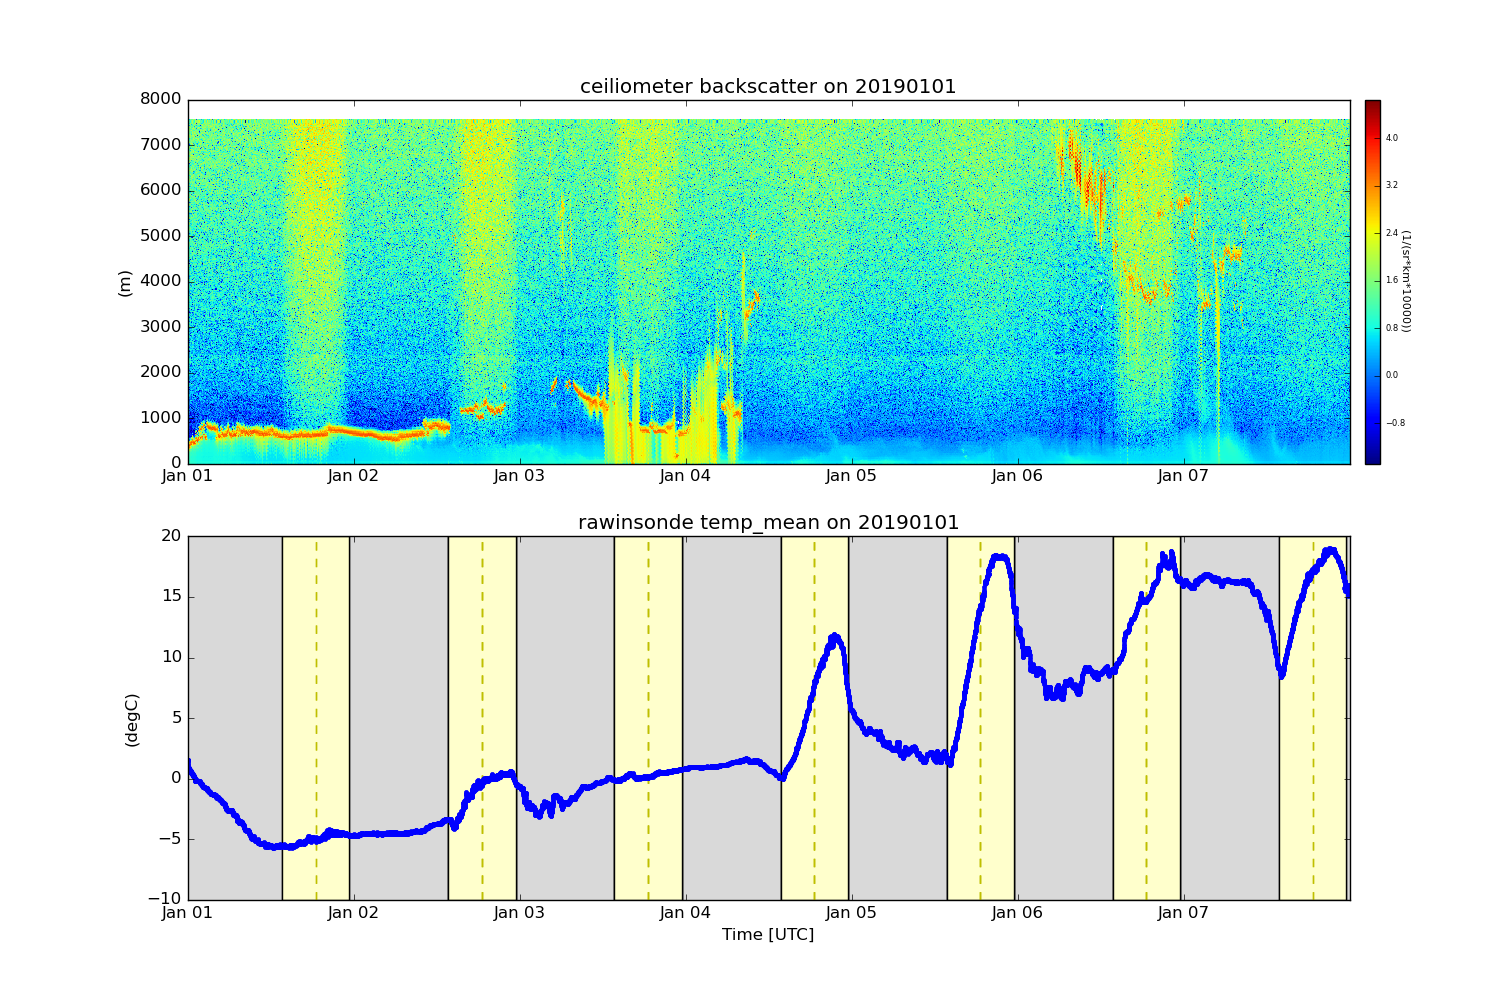 ceiliometer backscatter on 20190101
8000
7000
6000
5000
4000
3000
2000
1000
0
(m)
Jan 01 Jan 02 Jan 03 Jan 04 Jan 05 Jan 06 Jan 07
4.0
3.2
2.4
1.6
0.8
0.0
−0.8
(1/(sr*km*10000))
rawinsonde temp_mean on 20190101
20
15
10
5
0
−5
−10
(degC)
Jan 01 Jan 02 Jan 03 Jan 04 Jan 05 Jan 06 Jan 07
Time [UTC]